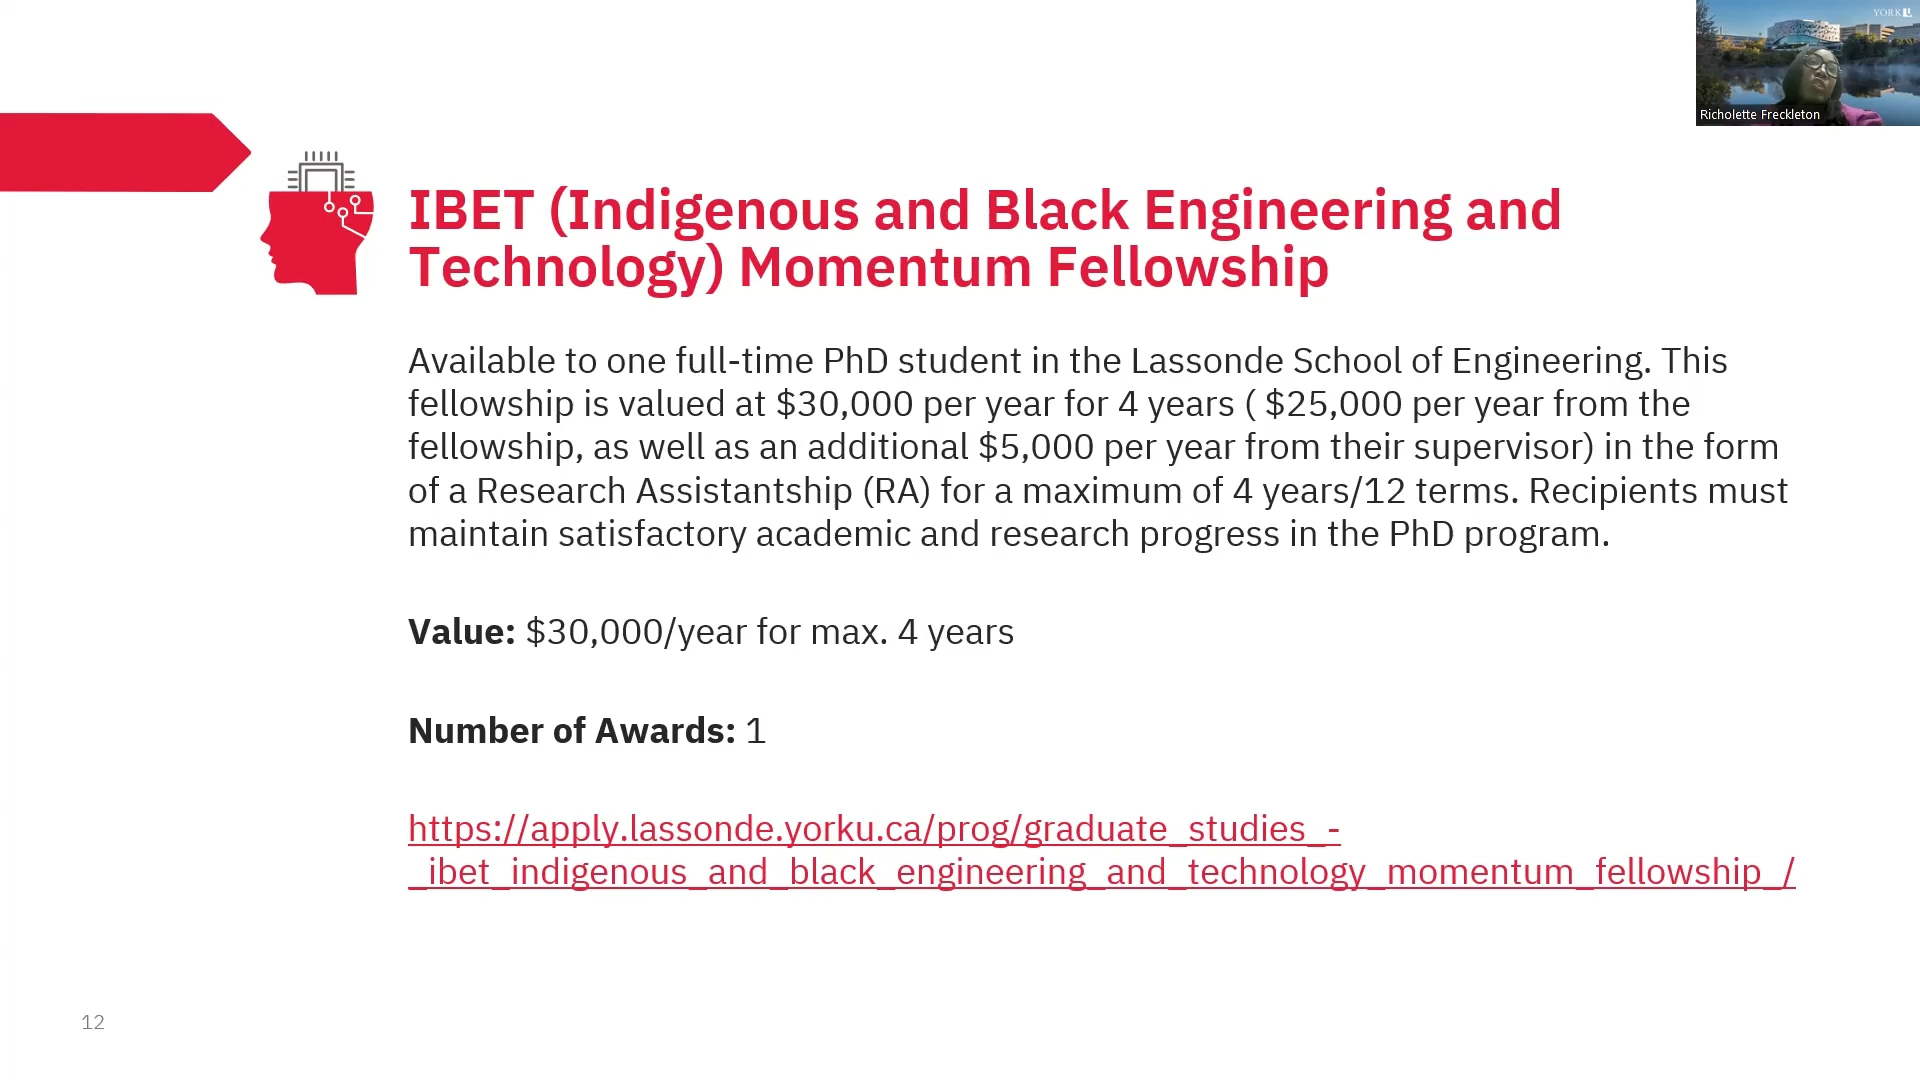 YORK U
Richolette Freckleton
IBET (Indigenous and Black Engineering and
Technology) Momentum Fellowship
Available to one full-time PhD student in the Lassonde School of Engineering. This
fellowship is valued at $30,000 per year for 4 years ( $25,000 per year from the
fellowship, as well as an additional $5,000 per year from their supervisor) in the form
of a Research Assistantship (RA) for a maximum of 4 years/12 terms. Recipients must
maintain satisfactory academic and research progress in the PhD program.
Value: $30,000/year for max. 4 years
Number of Awards: 1
https://apply.lassonde.yorku.ca/prog/graduate_studies_-
_ibet_indigenous_and_black_engineering_and_technology_momentum_fellowship_/
12